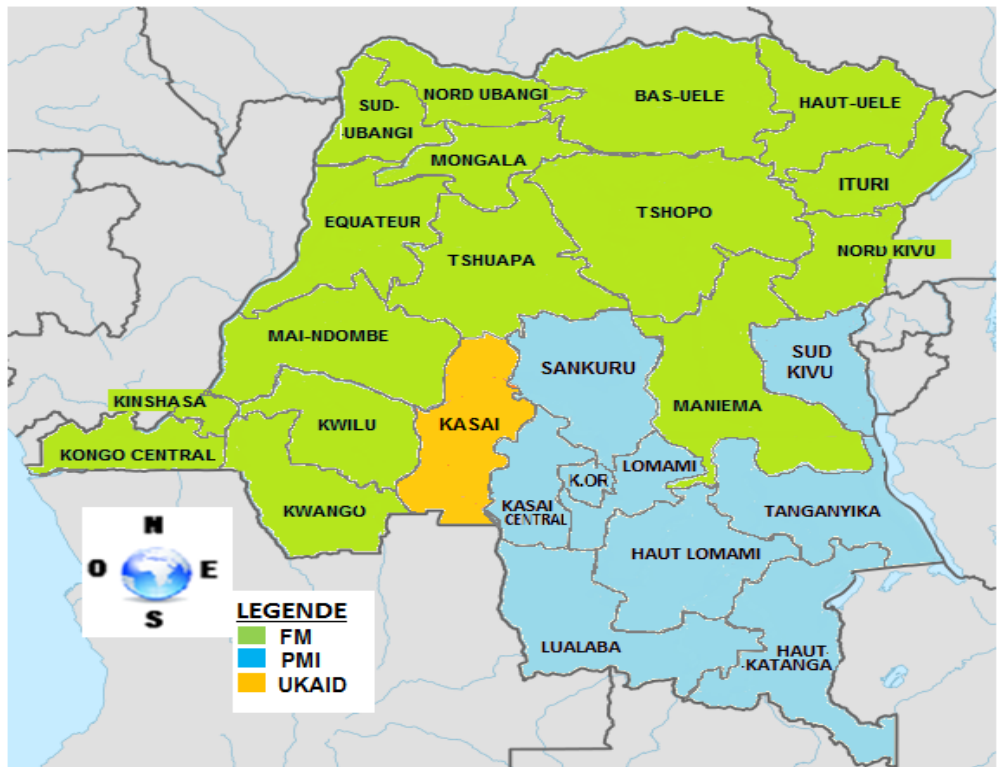 NORD UBANGI
BAS-UELE
HAUT-UELE
SUD-
UBANGI
MONGALA
ITURI
EQUATEUR
TSHOPO
TSHUAPA
NORD KIVU
MAI-NDOMBE
SANKURU
SUD
KIVU
KINSHASA
KWILU
KASAI
MANIEMA
KONGO CENTRAL
LOMAMI
K.OR
KASAI
CENTRAL
KWANGO
TANGANYIKA
HAUT LOMAMI
LUALABA
HAUT-
KATANGA
N
O E
S
LEGENDE
FM
PMI
UKAID